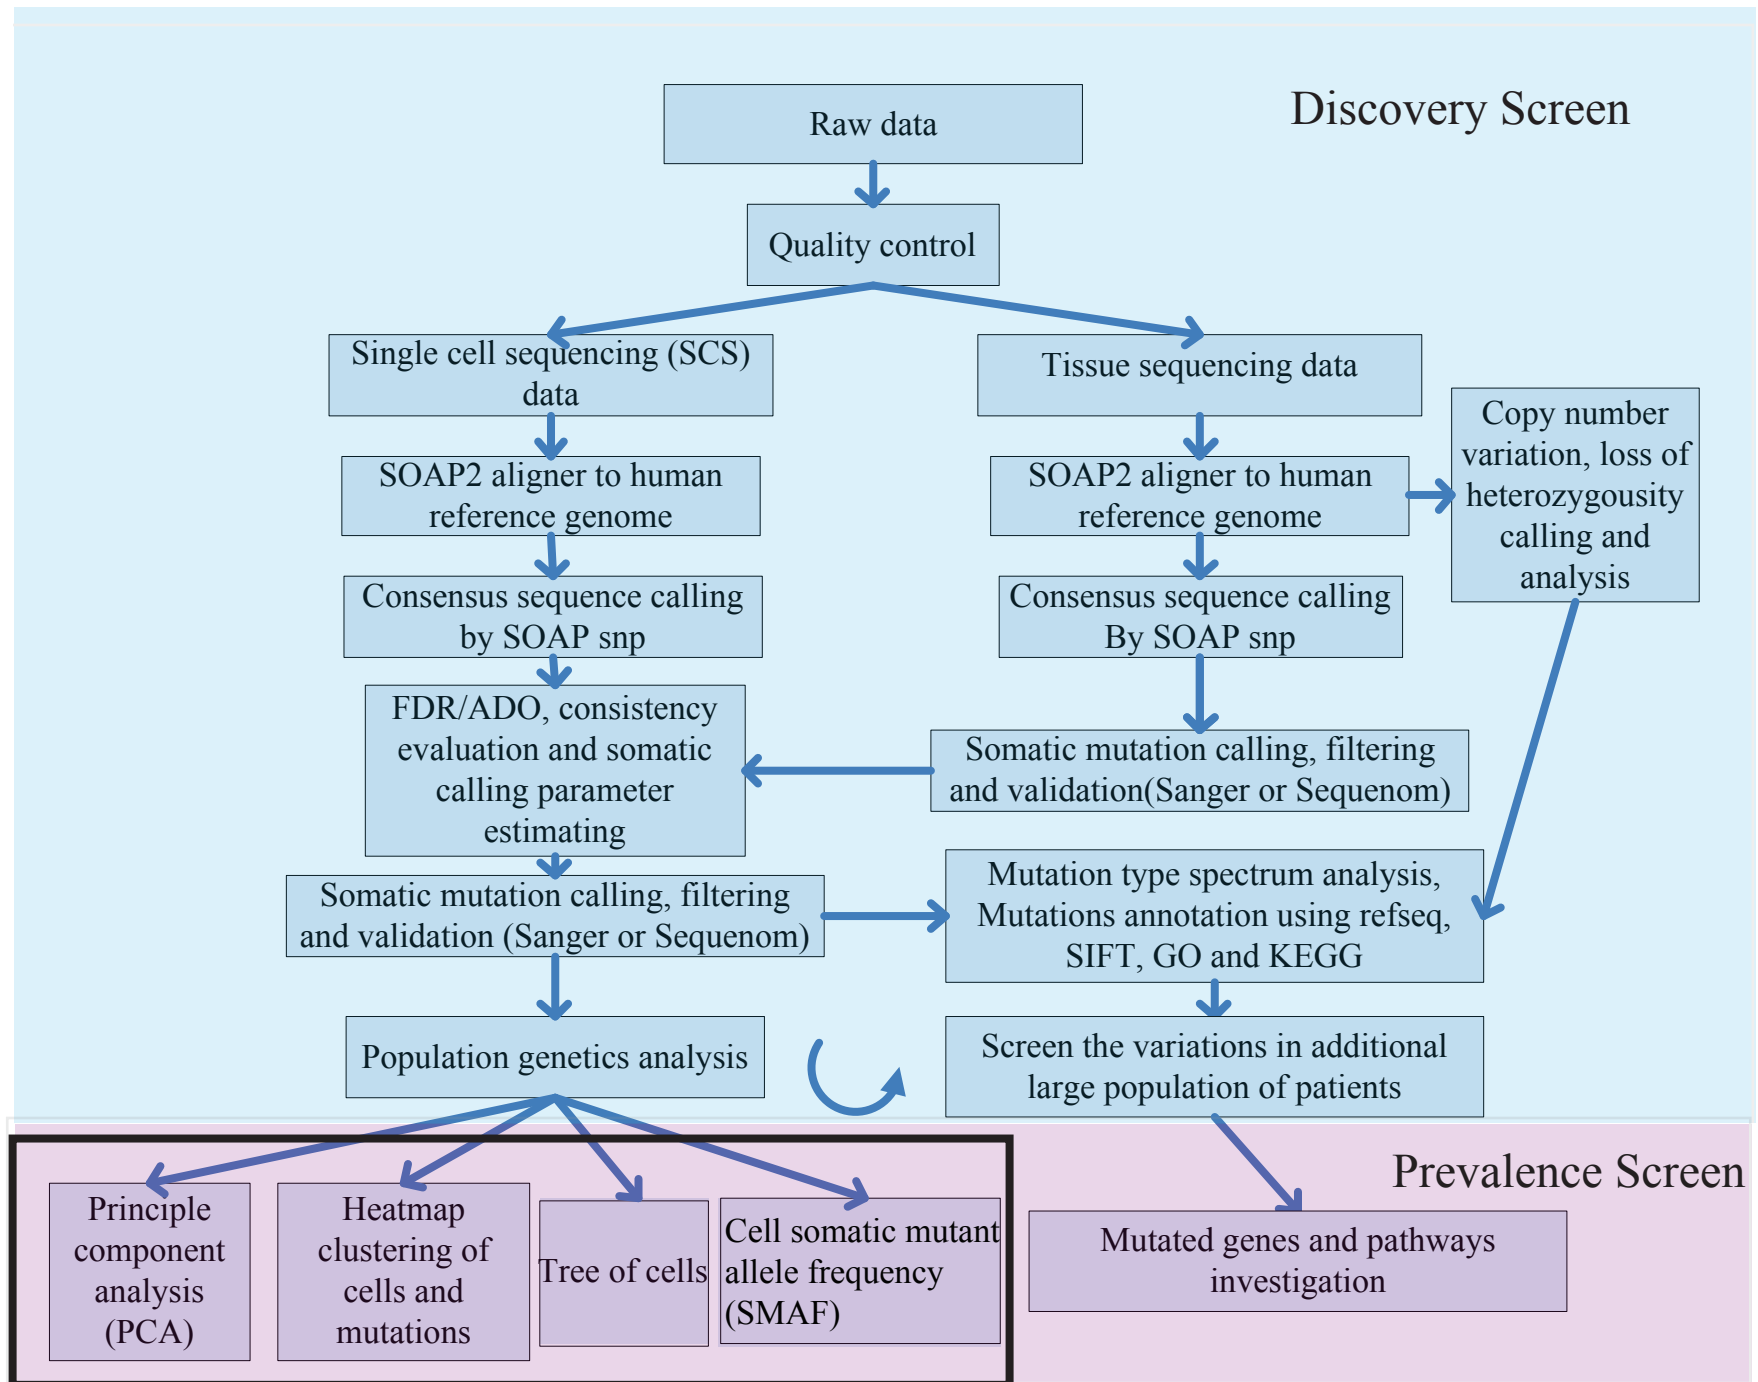 Discovery Screen
Raw data
Quality control
Single cell sequencing (SCS)
data
Tissue sequencing data
Copy number
variation, loss of
heterozygousity
calling and
analysis
SOAP2 aligner to human
reference genome
SOAP2 aligner to human
reference genome
Consensus sequence calling
by SOAP snp
Consensus sequence calling
By SOAP snp
FDR/ADO, consistency
evaluation and somatic
calling parameter
estimating
Somatic mutation calling, filtering
and validation(Sanger or Sequenom)
Somatic mutation calling, filtering
and validation (Sanger or Sequenom)
Mutation type spectrum analysis,
Mutations annotation using refseq,
SIFT, GO and KEGG
Population genetics analysis
Screen the variations in additional
large population of patients
Prevalence Screen
Principle
component
analysis
(PCA)
Heatmap
clustering of
cells and
mutations
Tree of cells
Cell somatic mutant
allele frequency
(SMAF)
Mutated genes and pathways
investigation